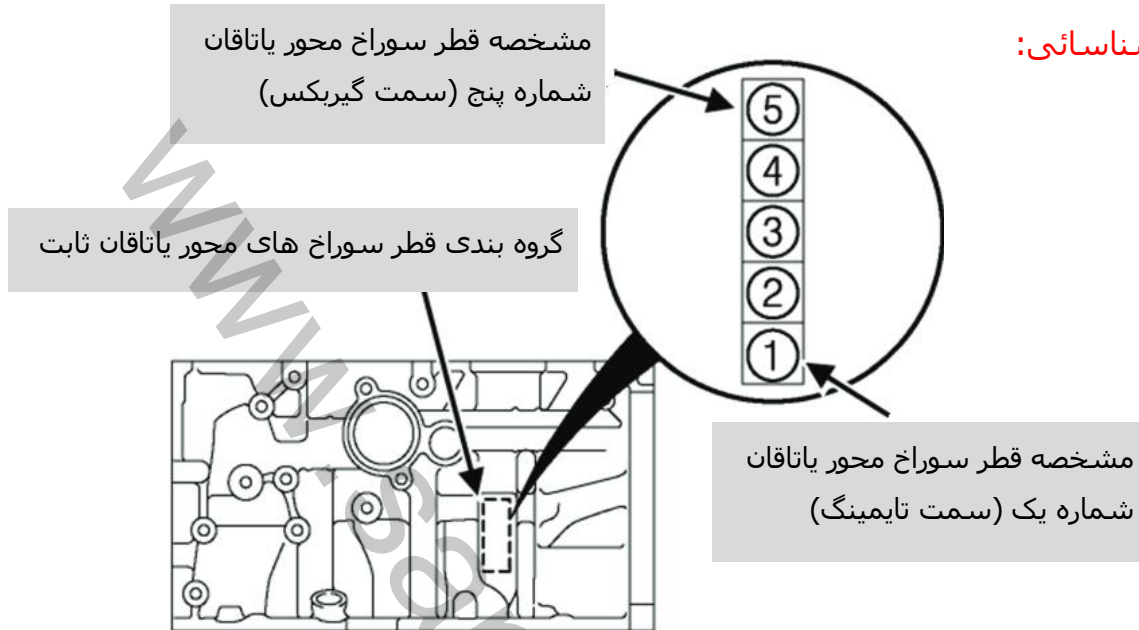 مشخصه قطر سوراخ محور یاتاقان
شماره پنج (سمت گیربکس)
گروه بندی قطر سوراخ های محور یاتاقان ثابت
5
4
3
2
1
مشخصه قطر سوراخ محور یاتاقان
شماره یک (سمت تایمینگ)